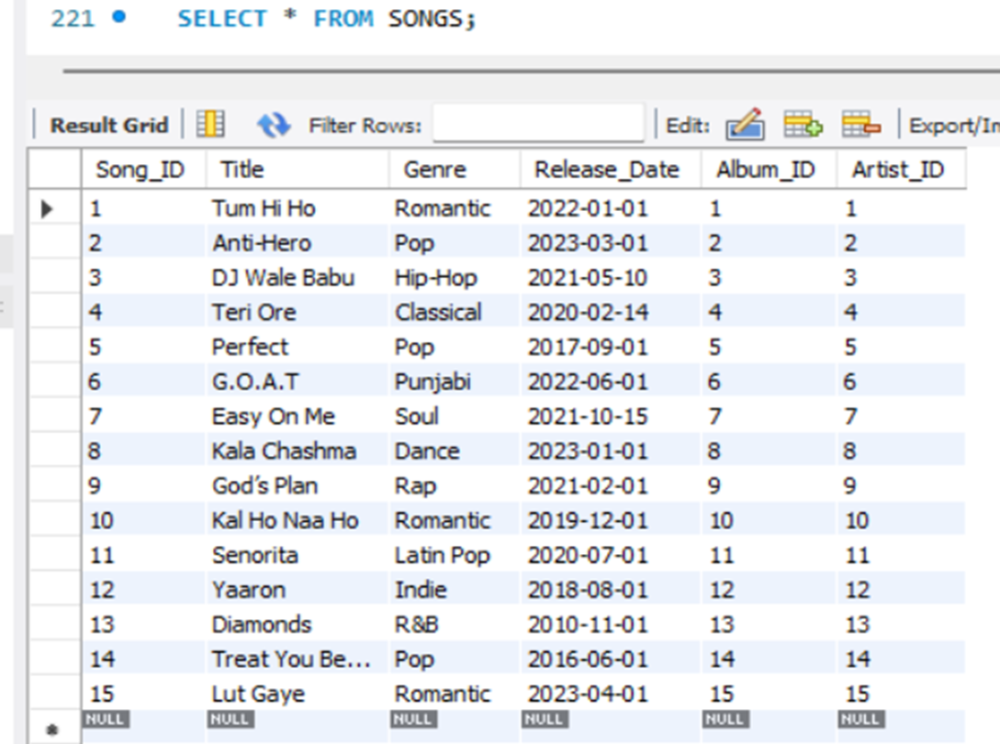 221 SELECT * FROM SONGS;
Result Grid Filter Rows: Edit: Export/Im
Song_ID Title Genre Release_Date Album_ID Artist_ID
1 Tum Hi Ho Romantic 2022-01-01 1 1
2 Anti-Hero Pop 2023-03-01 2 2
3 DJ Wale Babu Hip-Hop 2021-05-10 3 3
4 Teri Ore Classical 2020-02-14 4 4
5 Perfect Pop 2017-09-01 5 5
6 G.O.A.T Punjabi 2022-06-01 6 6
7 Easy On Me Soul 2021-10-15 7 7
8 Kala Chashma Dance 2023-01-01 8 8
9 God’s Plan Rap 2021-02-01 9 9
10 Kal Ho Naa Ho Romantic 2019-12-01 10 10
11 Senorita Latin Pop 2020-07-01 11 11
12 Yaaron Indie 2018-08-01 12 12
13 Diamonds R&B 2010-11-01 13 13
14 Treat You Be... Pop 2016-06-01 14 14
15 Lut Gaye Romantic 2023-04-01 15 15
NULL NULL NULL NULL NULL NULL